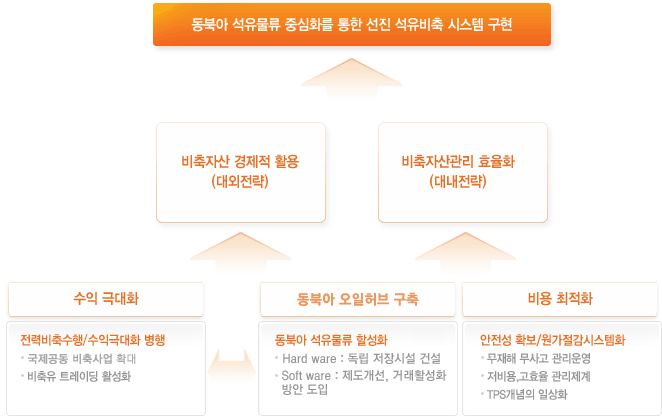 동북아 석유물류 중심화를 통한 선진 석유비축 시스템 구현
비축자산 경제적 활용
(대외전략)
비축자산관리 효율화
(대내전략)
수익 극대화
전력비축수행/수익극대화 병행
· 국제공동 비축사업 확대
· 비축유 트레이딩 활성화
동북아 오일허브 구축
동북아 석유물류 활성화
· Hard ware : 독립 저장시설 건설
· Soft ware : 제도개선, 거래활성화
방안 도입
비용 최적화
안전성 확보/원가절감시스템화
· 무재해 무사고 관리운영
· 저비용,고효율 관리체계
· TPS개념의 일상화